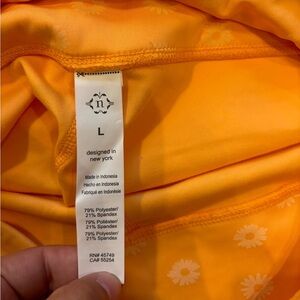 n
L
designed in
new york
Made in Indonesia
Hecho en Indonesia
Fabriqué en Indonésie
79% Polyester/
21% Spandex
79% Poliéster/
21% Spandex
79% Polyester/
21% Spandex
RN# 45749
CA# 55254